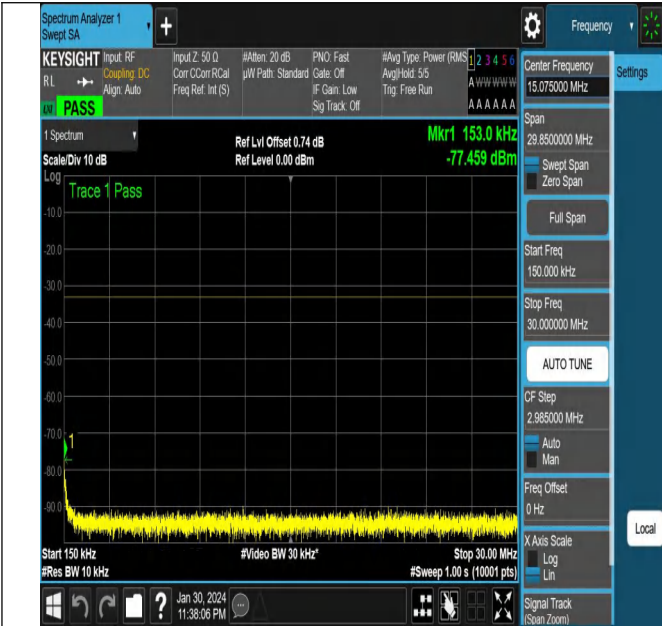 Spectrum Analyzer 1
Swept SA
+
Frequency
KEYSIGHT
RL
LXI
PASS
Input: RF
Coupling: DC
Align: Auto
Input Z: 50 Ω
Corr CCorr RCal
Freq Ref: Int (S)
#Atten: 20 dB
µW Path: Standard
PNO: Fast
Gate: Off
IF Gain: Low
Sig Track: Off
#Avg Type: Power (RMS
Avg|Hold: 5/5
Trig: Free Run
1 2 3 4 5 6
A W W W W W
A A A A A A
1 Spectrum
Scale/Div 10 dB
Ref Lvl Offset 0.74 dB
Ref Level 0.00 dBm
Mkr1 153.0 kHz
-77.459 dBm
Log
Trace 1 Pass
-10.0
-20.0
-30.0
-40.0
-50.0
-60.0
-70.0
-80.0
-90.0
1
Start 150 kHz
#Res BW 10 kHz
#Video BW 30 kHz*
Stop 30.00 MHz
#Sweep 1.00 s (10001 pts)
?
Jan 30, 2024
11:38:06 PM
Center Frequency
15.075000 MHz
Span
29.8500000 MHz
Swept Span
Zero Span
Full Span
Start Freq
150.000 kHz
Stop Freq
30.000000 MHz
AUTO TUNE
CF Step
2.985000 MHz
Auto
Man
Freq Offset
0 Hz
X Axis Scale
Log
Lin
Signal Track
(Span Zoom)
Settings
Local